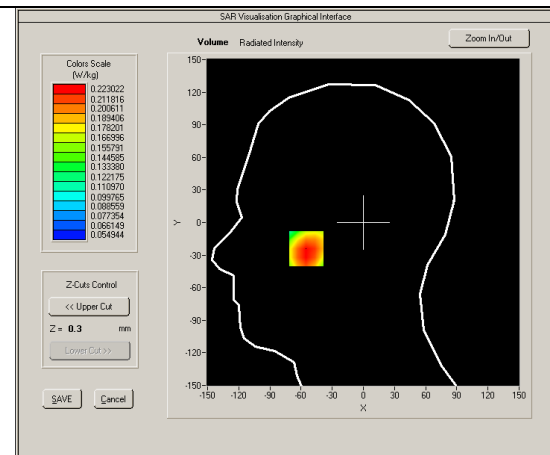 SAR Visualisation Graphical Interface
Volume Radiated Intensity
Zoom In/Out
Colors Scale
(W/kg)
0.223022
0.211816
0.200611
0.189406
0.178201
0.166996
0.155791
0.144585
0.133380
0.122175
0.110970
0.099765
0.088559
0.077354
0.066149
0.054944
Z-Cuts Control
<< Upper Cut
Z = 0.3 mm
Lower Cut >>
SAVE Cancel
150
120
90
60
30
Y 0
-30
-60
-90
-120
-150
-150 -120 -90 -60 -30 0 30 60 90 120 150
X